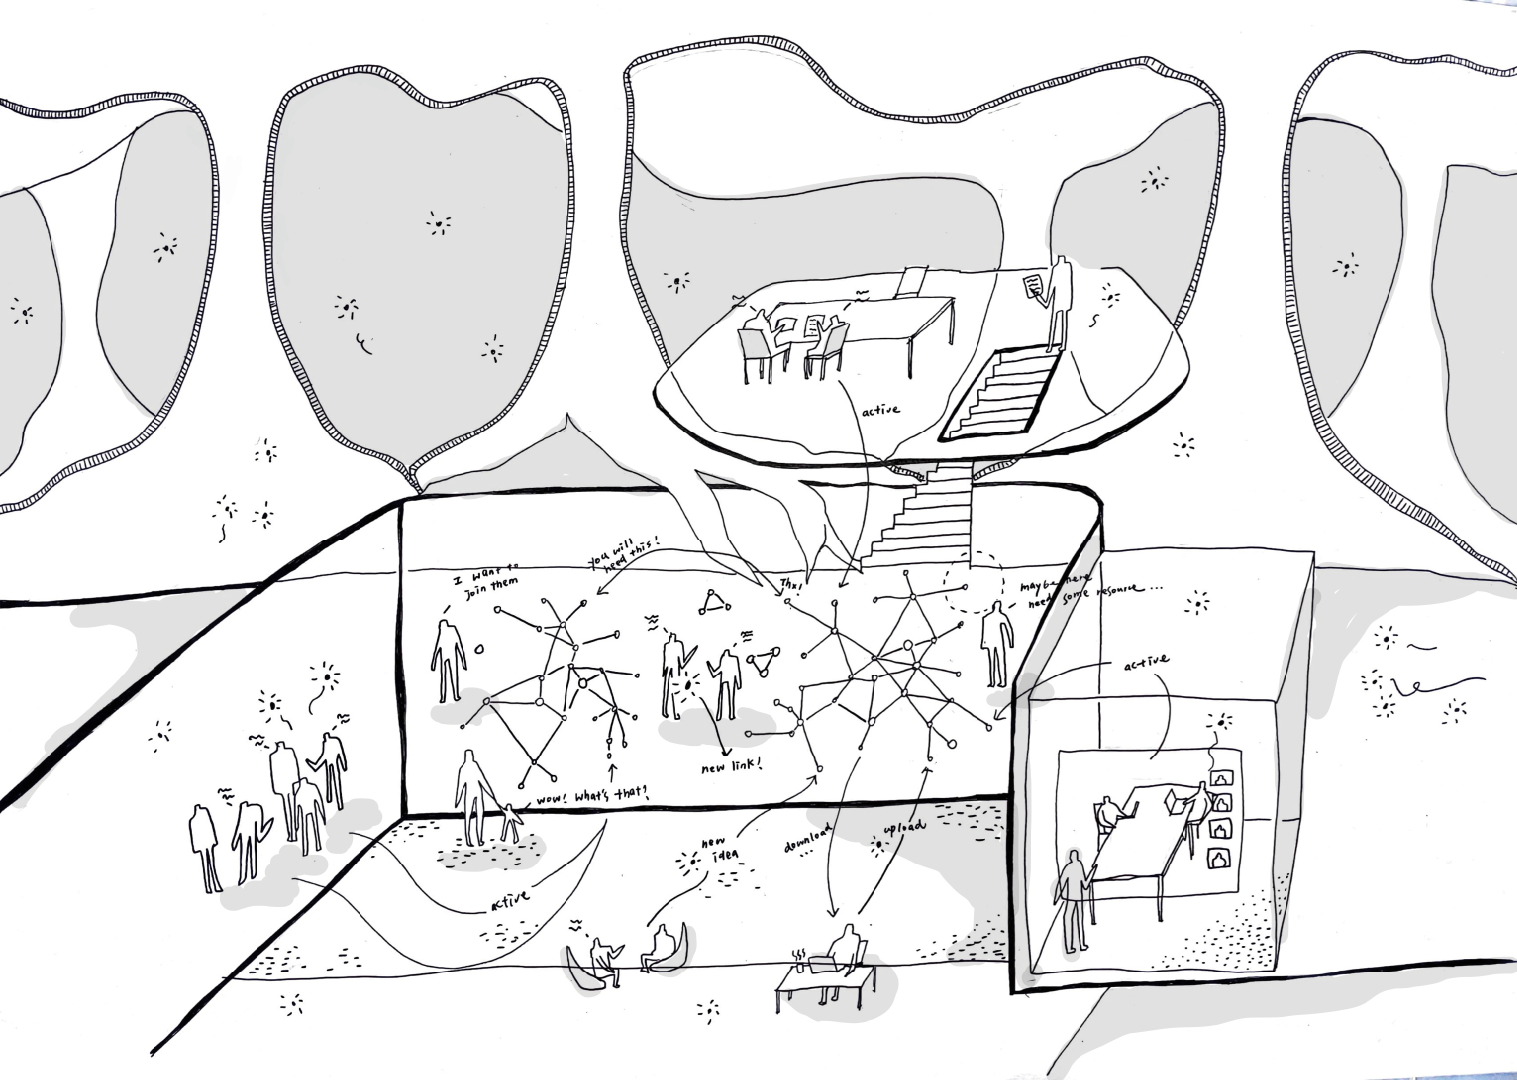 active
you will
need this!
I want to
join them
Thx!
maybe here
need some resource ...
active
new link!
wow! what's that?
new
idea
download
...
upload
active